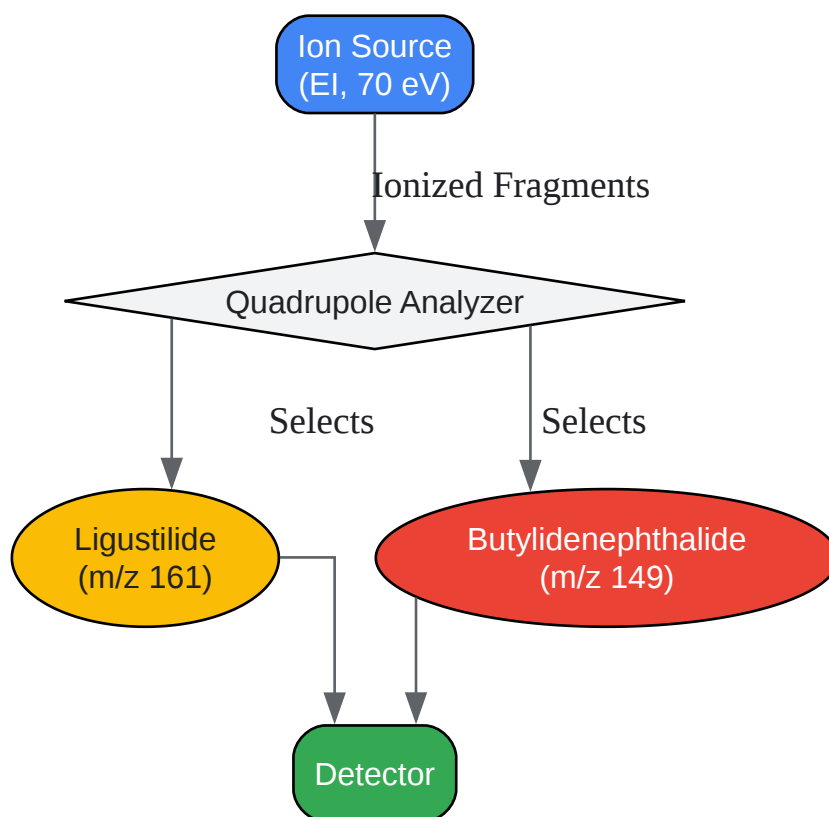 Ion Source
(EI, 70 eV)
Ionized Fragments
Quadrupole Analyzer
Selects
Selects
Ligustilide
(m/z 161)
Butylidenephthalide
(m/z 149)
Detector